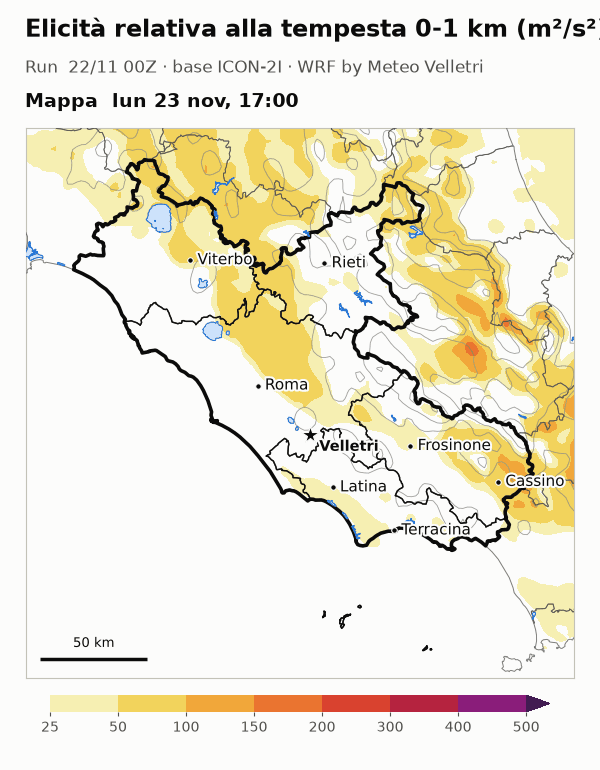 Elicità relativa alla tempesta 0-1 km (m²/s²)
Run 22/11 00Z · base ICON-2I · WRF by Meteo Velletri
Mappa lun 23 nov, 17:00
Viterbo
Rieti
Roma
Velletri
Frosinone
Cassino
Latina
Terracina
50 km
25 50 100 150 200 300 400 500